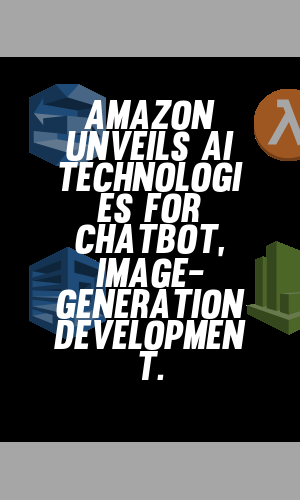 AMAZON
UNVEILS AI
TECHNOLOGI
ES FOR
CHATBOT,
IMAGE-
GENERATION
DEVELOPMEN
T.